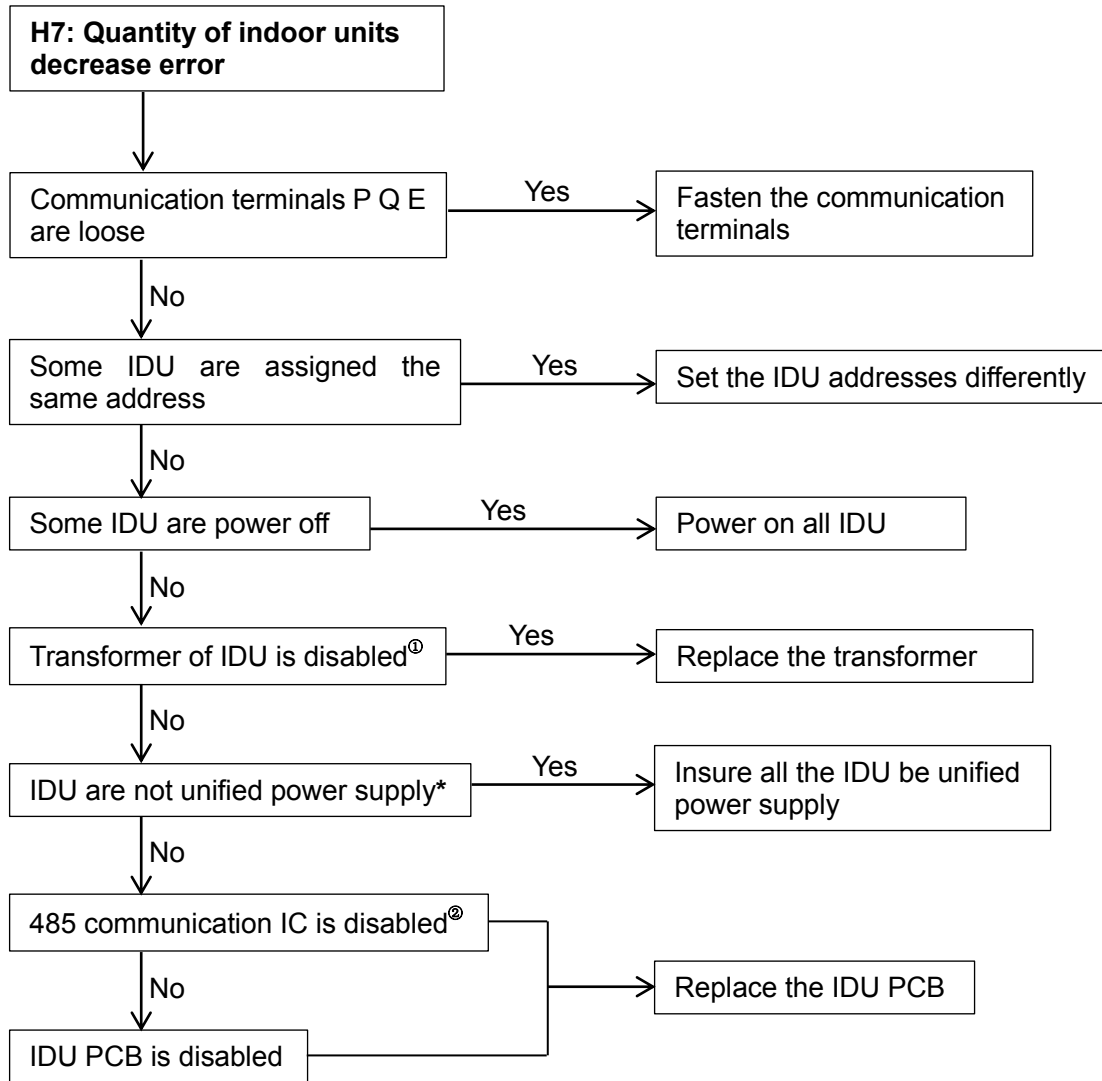 H7: Quantity of indoor units
decrease error
Communication terminals P Q E
are loose
Yes
Fasten the communication
terminals
No
Some IDU are assigned the
same address
Yes
Set the IDU addresses differently
No
Some IDU are power off
Yes
Power on all IDU
No
Transformer of IDU is disabled①
Yes
Replace the transformer
No
IDU are not unified power supply*
Yes
Insure all the IDU be unified
power supply
No
485 communication IC is disabled②
No
Replace the IDU PCB
IDU PCB is disabled